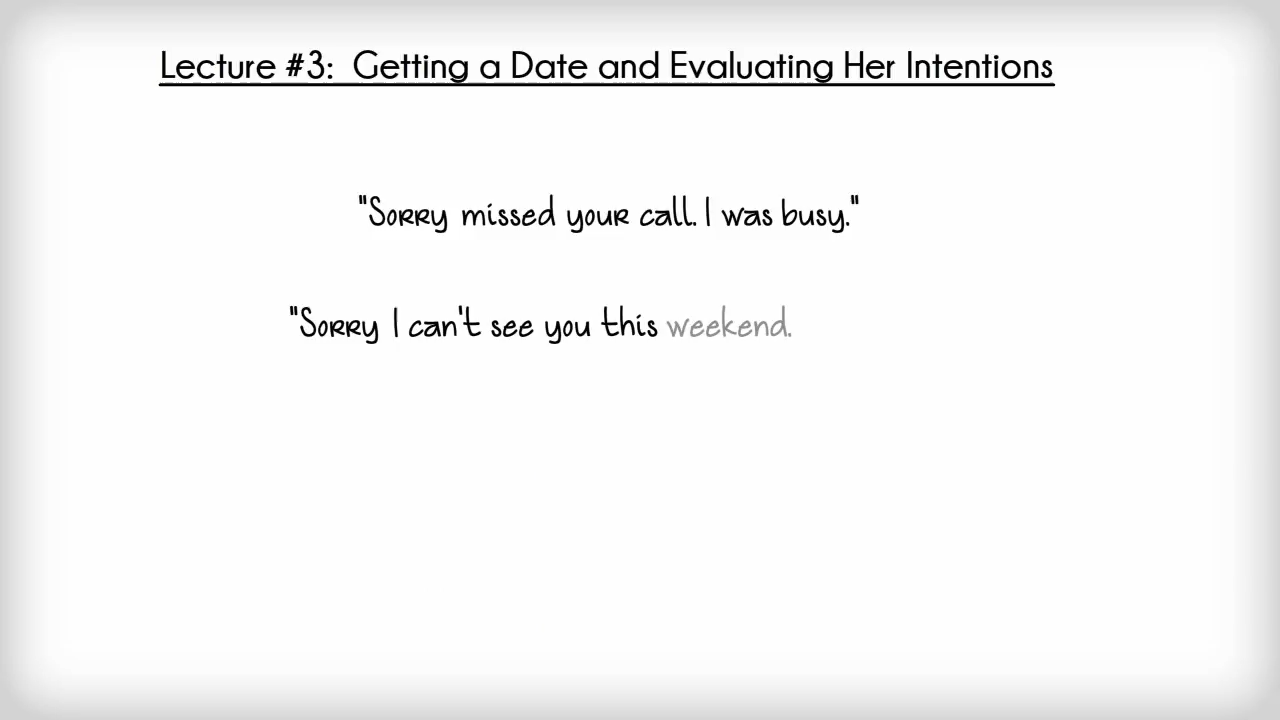 Lecture #3: Getting a Date and Evaluating Her Intentions
"Sorry missed your call. I was busy."
"Sorry I can't see you this weekend.